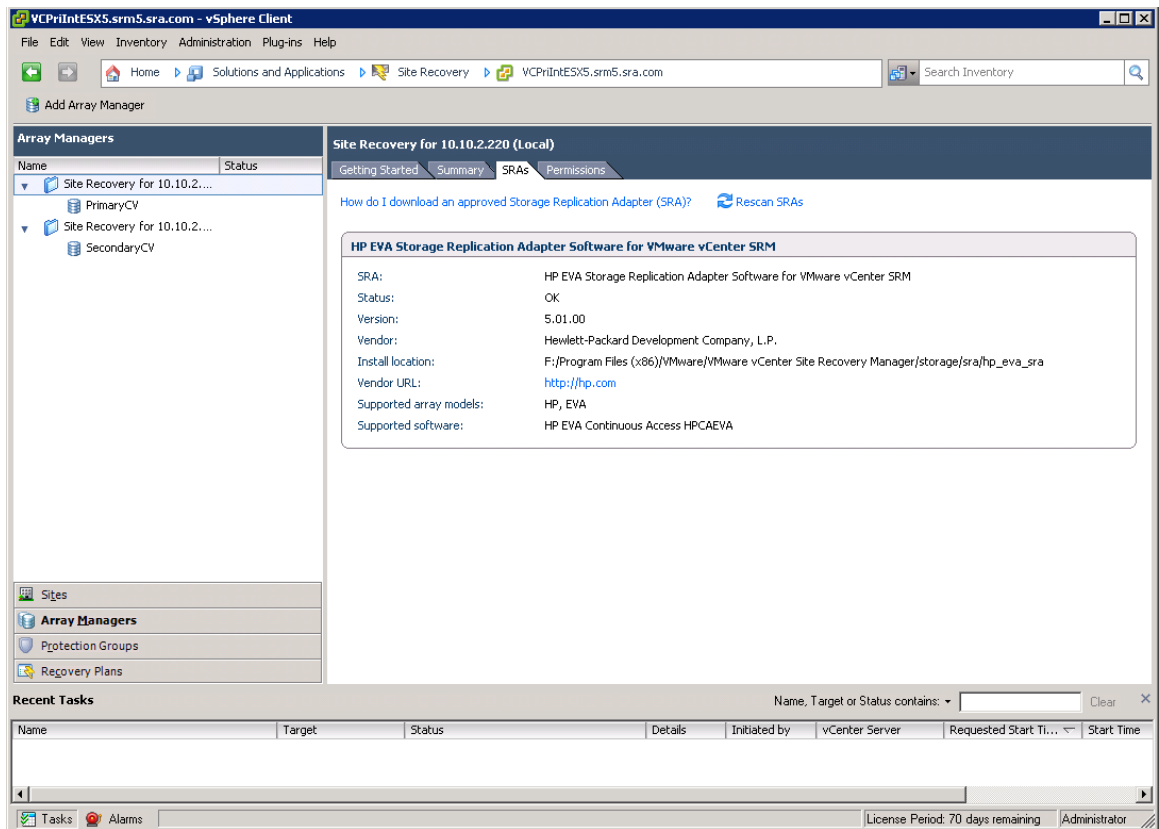 VCPriIntESX5.srm5.sra.com - vSphere Client
File Edit View Inventory Administration Plug-ins Help
Home Solutions and Applications Site Recovery VCPriIntESX5.srm5.sra.com Search Inventory
Add Array Manager
Array Managers
Name Status
Site Recovery for 10.10.2....
PrimaryCV
Site Recovery for 10.10.2....
SecondaryCV
Site Recovery for 10.10.2.220 (Local)
Getting Started Summary SRAs Permissions
How do I download an approved Storage Replication Adapter (SRA)? Rescan SRAs
HP EVA Storage Replication Adapter Software for VMware vCenter SRM
SRA: HP EVA Storage Replication Adapter Software for VMware vCenter SRM
Status: OK
Version: 5.01.00
Vendor: Hewlett-Packard Development Company, L.P.
Install location: F:/Program Files (x86)/VMware/VMware vCenter Site Recovery Manager/storage/sra/hp_eva_sra
Vendor URL: http://hp.com
Supported array models: HP, EVA
Supported software: HP EVA Continuous Access HPCAEVA
Sites
Array Managers
Protection Groups
Recovery Plans
Recent Tasks Name, Target or Status contains: Clear
Name Target Status Details Initiated by vCenter Server Requested Start Ti... Start Time
Tasks Alarms License Period: 70 days remaining Administrator